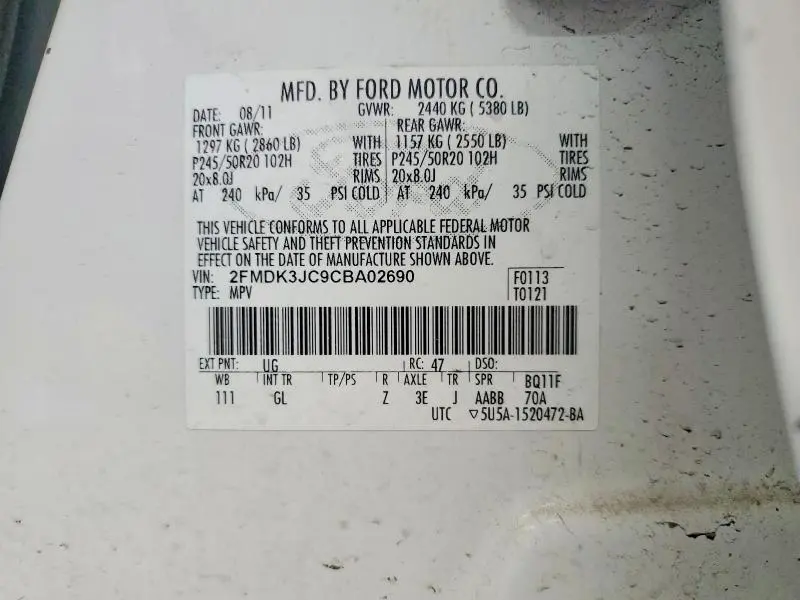 MFD. BY FORD MOTOR CO.
DATE: 08/11 GVWR: 2440 KG ( 5380 LB)
FRONT GAWR: REAR GAWR:
1297 KG ( 2860 LB) WITH 1157 KG ( 2550 LB) WITH
P245/50R20 102H TIRES P245/50R20 102H TIRES
20x8.0J RIMS 20x8.0J RIMS
AT 240 kPa/ 35 PSI COLD AT 240 kPa/ 35 PSI COLD
THIS VEHICLE CONFORMS TO ALL APPLICABLE FEDERAL MOTOR
VEHICLE SAFETY AND THEFT PREVENTION STANDARDS IN
EFFECT ON THE DATE OF MANUFACTURE SHOWN ABOVE.
VIN: 2FMDK3JC9CBA02690 F0113
TYPE: MPV T0121
EXT PNT: UG RC: 47 DSO:
WB INT TR TP/PS R AXLE TR SPR BQ11F
111 GL Z 3E J AABB 70A
UTC ▽5U5A-1520472-BA